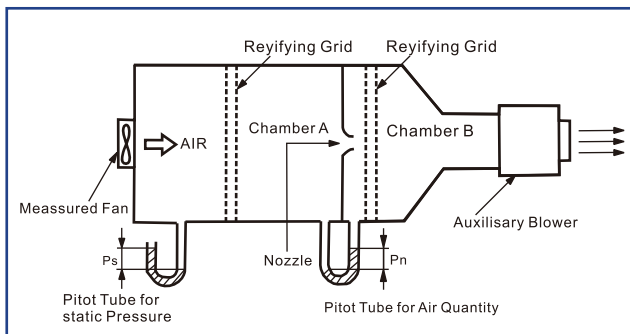 Reyifying Grid
Reyifying Grid
Chamber A
Chamber B
AIR
Meassured Fan
Auxilisary Blower
Ps
Nozzle
Pn
Pitot Tube for
static Pressure
Pitot Tube for Air Quantity